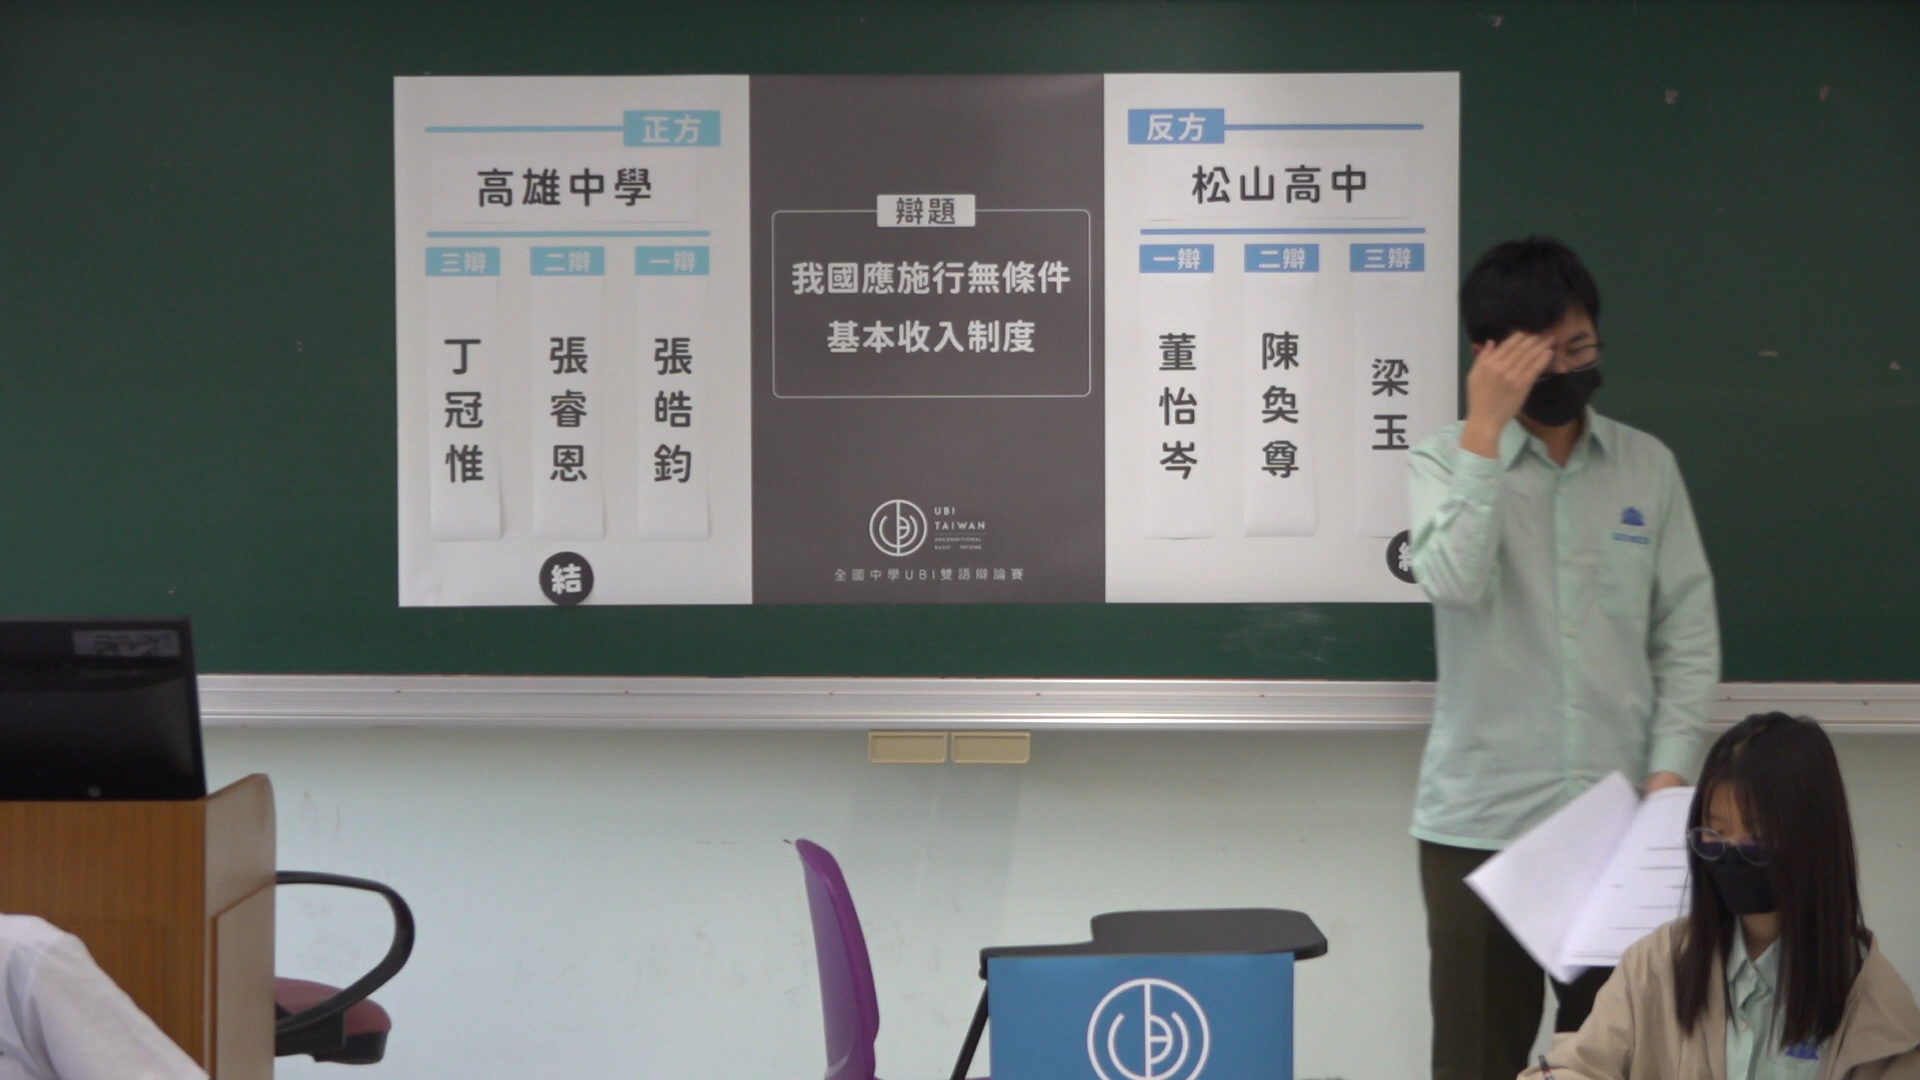 正方
高雄中學
三辯
二辯
一辯
丁冠惟
張睿恩
張皓鈞
結
辯題
我國應施行無條件
基本收入制度
UBI
TAIWAN
UNCONDITIONAL
BASIC INCOME
全國中學UBI雙語辯論賽
反方
松山高中
一辯
二辯
三辯
董怡岑
陳奐尊
梁玉